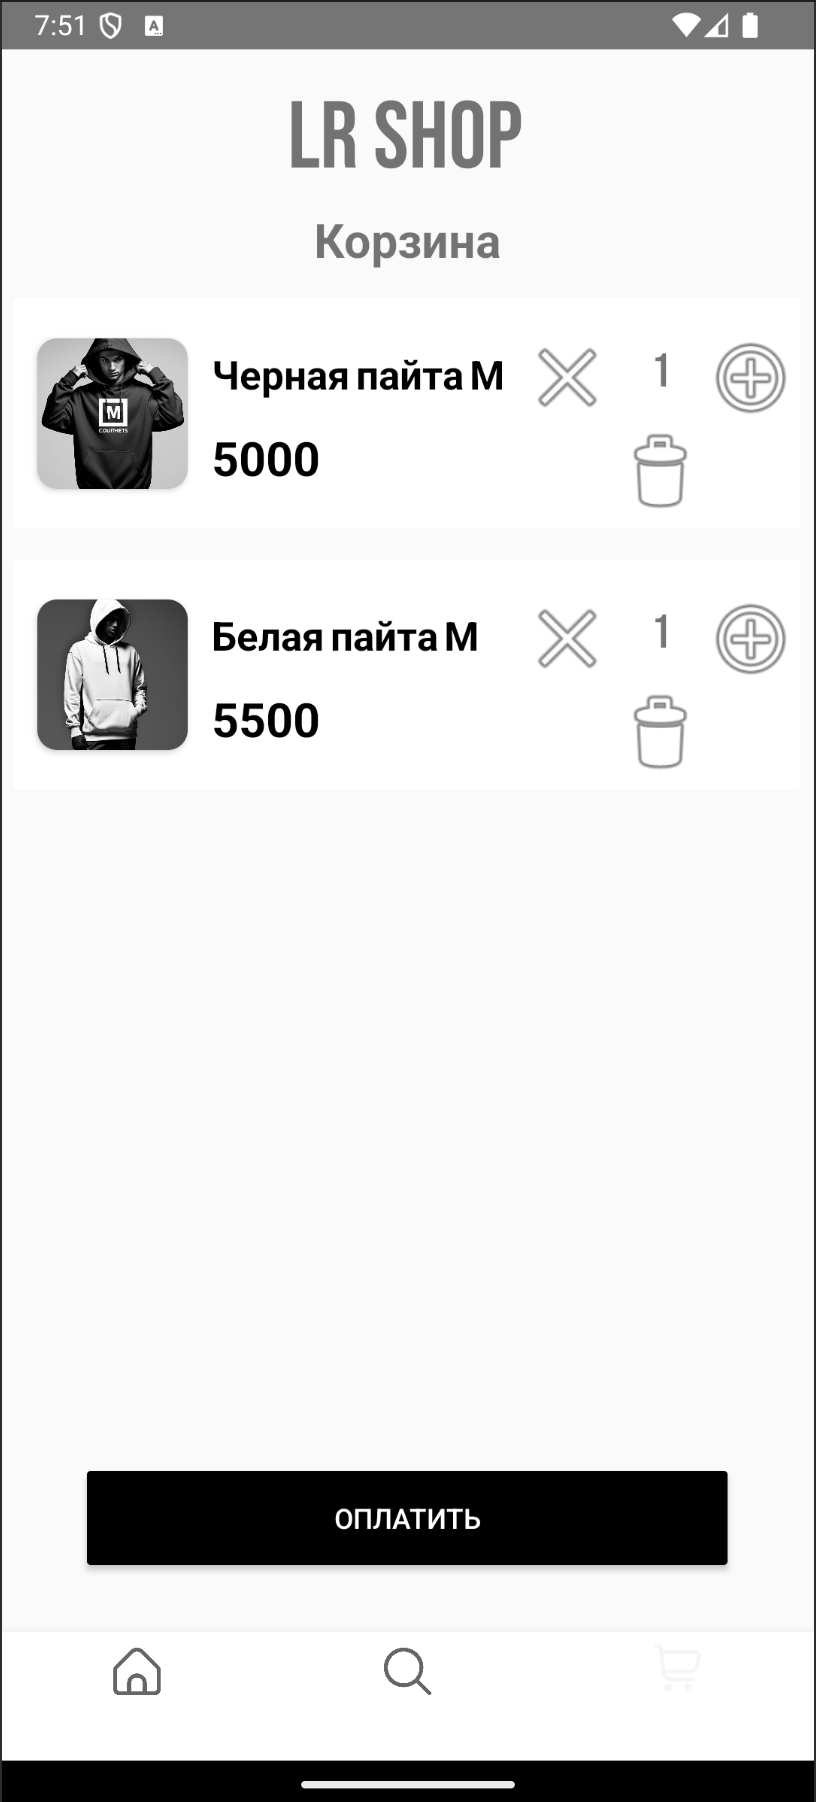 7:51
LR SHOP
Корзина
Черная пайта M
1
5000
M
Белая пайта M
1
5500
ОПЛАТИТЬ